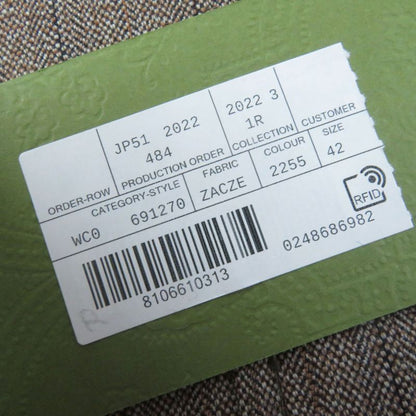 JP51 2022 2022 3
484 1R
ORDER-ROW PRODUCTION ORDER COLLECTION CUSTOMER
CATEGORY-STYLE FABRIC COLOUR SIZE
WC0 691270 ZACZE 2255 42
RFID
8106610313 0248686982
R